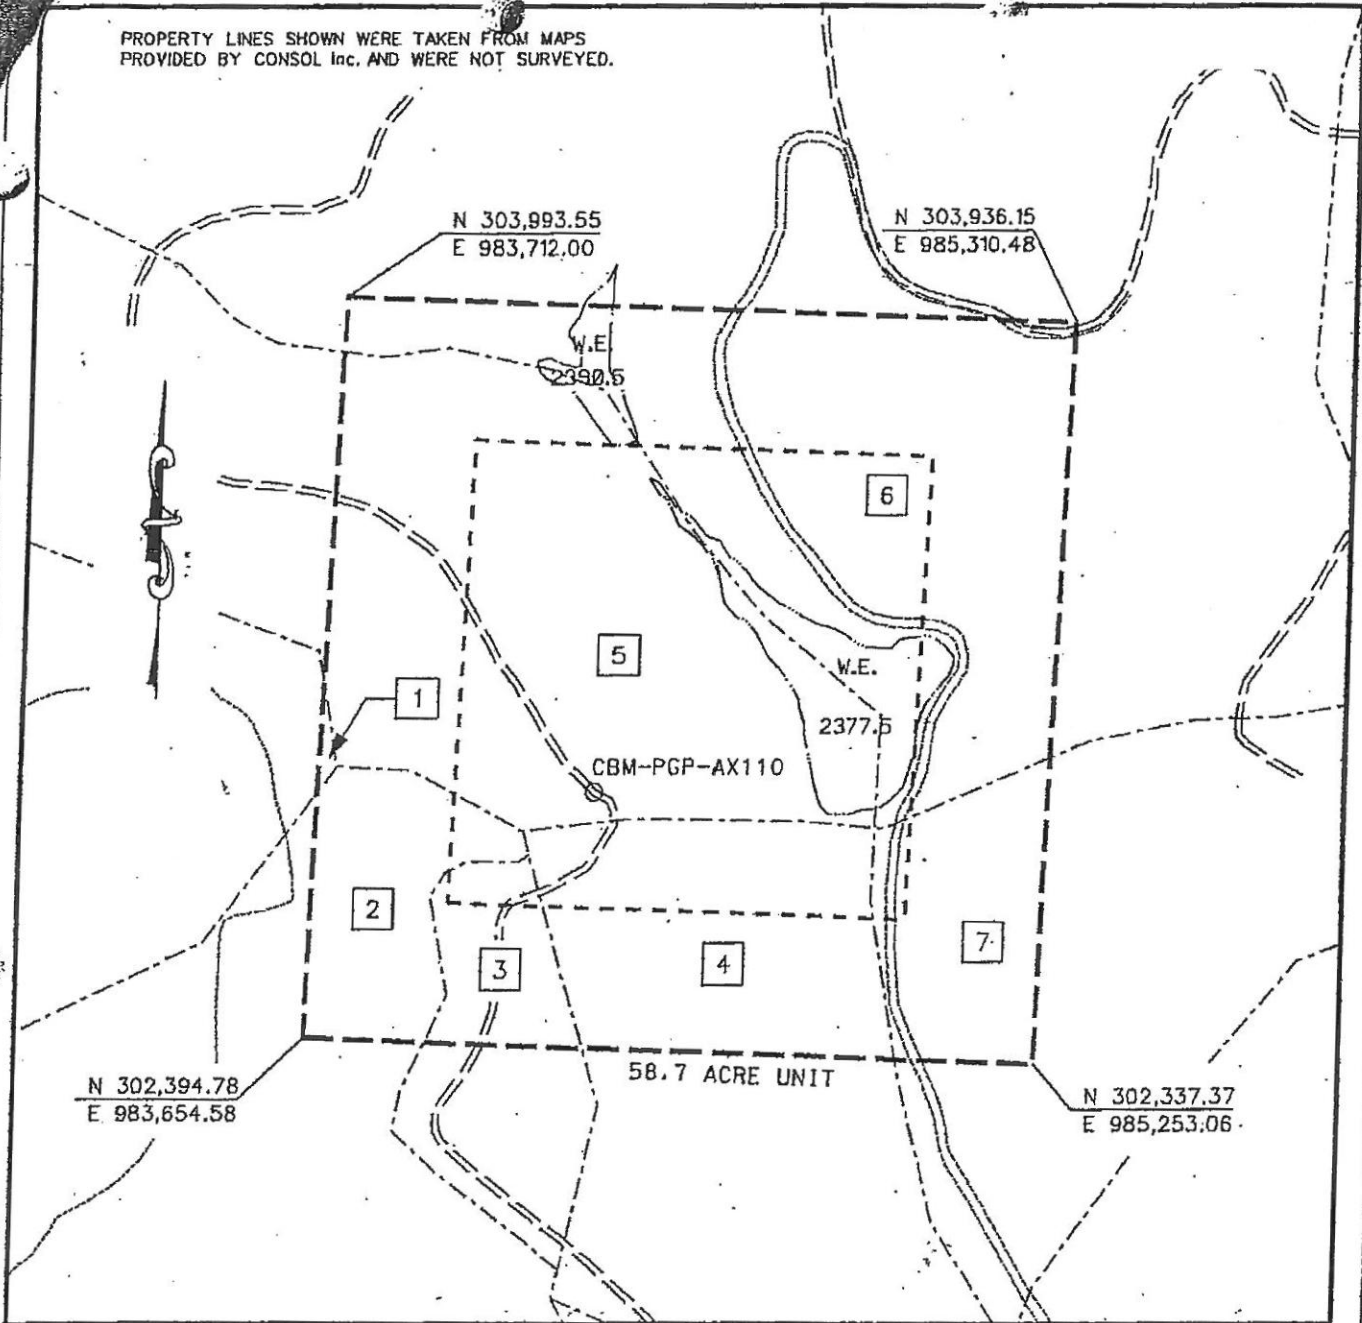 PROPERTY LINES SHOWN WERE TAKEN FROM MAPS
PROVIDED BY CONSOL Inc. AND WERE NOT SURVEYED.
N 303,993.55
E 983,712.00
N 303,936.15
E 985,310.48
W.E.
2390.5
6
5
W.E.
2377.5
1
CBM-PGP-AX110
2
3
4
7
58.7 ACRE UNIT
N 302,394.78
E 983,654.58
N 302,337.37
E 985,253.06